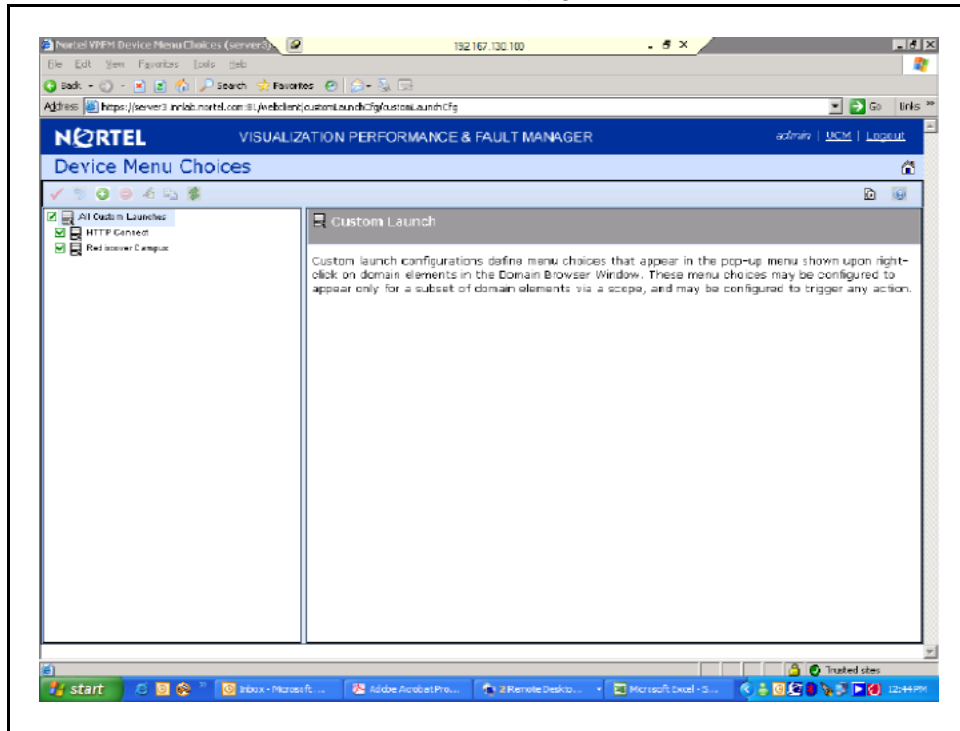 Nortel VPFM Device Menu Choices (server3)
192.167.130.100
File Edit View Favorites Tools Help
Back Search Favorites
Address https://server3.innlab.nortel.com:81/webclient/customLaunchCfg/customLaunchCfg Go Links »
NORTEL VISUALIZATION PERFORMANCE & FAULT MANAGER admin | UCM | Logout
Device Menu Choices
All Custom Launches
HTTP Connect
Rediscover Campus
Custom Launch
Custom launch configurations define menu choices that appear in the pop-up menu shown upon right-
click on domain elements in the Domain Browser Window. These menu choices may be configured to
appear only for a subset of domain elements via a scope, and may be configured to trigger any action.
Trusted sites
start » Inbox - Microsoft ... Adobe Acrobat Pro... 2 Remote Deskto... Microsoft Excel - S... 12:44 PM